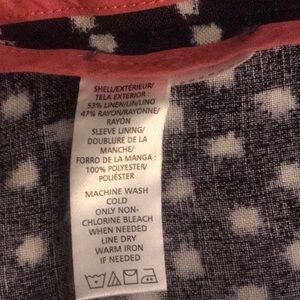 SHELL/EXTÉRIEUR/
TELA EXTERIOR :
53% LINEN/LIN/LINO
47% RAYON/RAYONNE/
RAYON
SLEEVE LINING/
DOUBLURE DE LA
MANCHE/
FORRO DE LA MANGA :
100% POLYESTER/
POLIÉSTER
MACHINE WASH
COLD
ONLY NON-
CHLORINE BLEACH
WHEN NEEDED
LINE DRY
WARM IRON
IF NEEDED